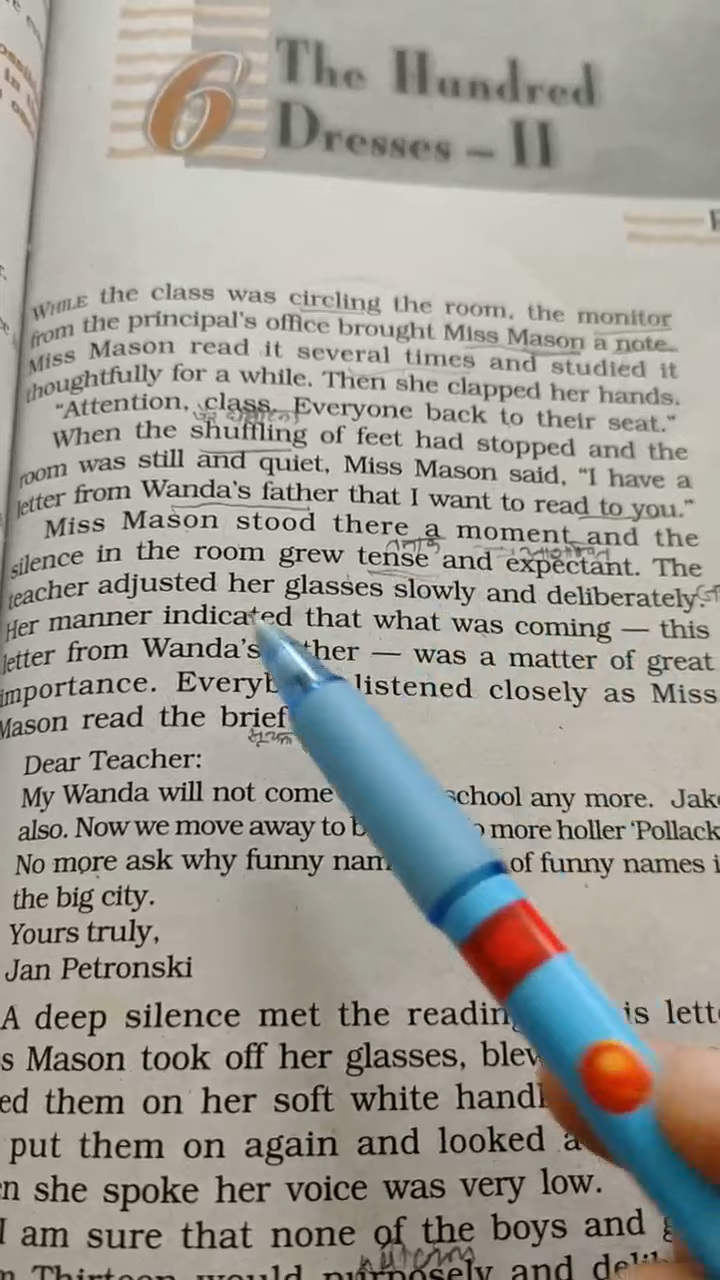 6
The Hundred
Dresses – II
WHILE the class was circling the room, the monitor
from the principal's office brought Miss Mason a note.
Miss Mason read it several times and studied it
thoughtfully for a while. Then she clapped her hands.
"Attention, class. Everyone back to their seat."
When the shuffling of feet had stopped and the
room was still and quiet, Miss Mason said, "I have a
letter from Wanda's father that I want to read to you."
Miss Mason stood there a moment and the
silence in the room grew tense and expectant. The
teacher adjusted her glasses slowly and deliberately.
Her manner indicated that what was coming — this
letter from Wanda's ther — was a matter of great
importance. Everyb listened closely as Miss
Mason read the brief
Dear Teacher:
My Wanda will not come school any more. Jake
also. Now we move away to b more holler 'Pollack
No more ask why funny nam of funny names i
the big city.
Yours truly,
Jan Petronski
A deep silence met the reading is lett
s Mason took off her glasses, blew
ed them on her soft white hand
put them on again and looked a
n she spoke her voice was very low.
I am sure that none of the boys and g
Thirteen would purposely and delib